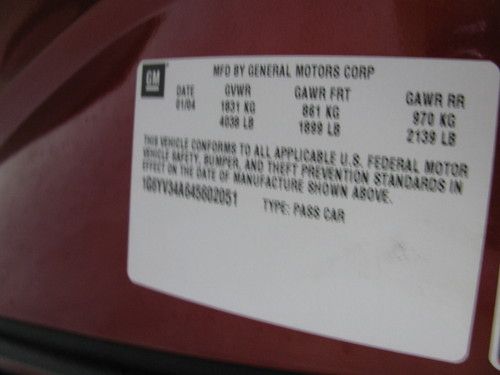 GM
MFD BY GENERAL MOTORS CORP
DATE GVWR GAWR FRT GAWR RR
01/04 1831 KG 861 KG 970 KG
4038 LB 1899 LB 2139 LB
THIS VEHICLE CONFORMS TO ALL APPLICABLE U.S. FEDERAL MOTOR
VEHICLE SAFETY, BUMPER, AND THEFT PREVENTION STANDARDS IN
EFFECT ON THE DATE OF MANUFACTURE SHOWN ABOVE.
1G6YV34A645602051 TYPE: PASS CAR